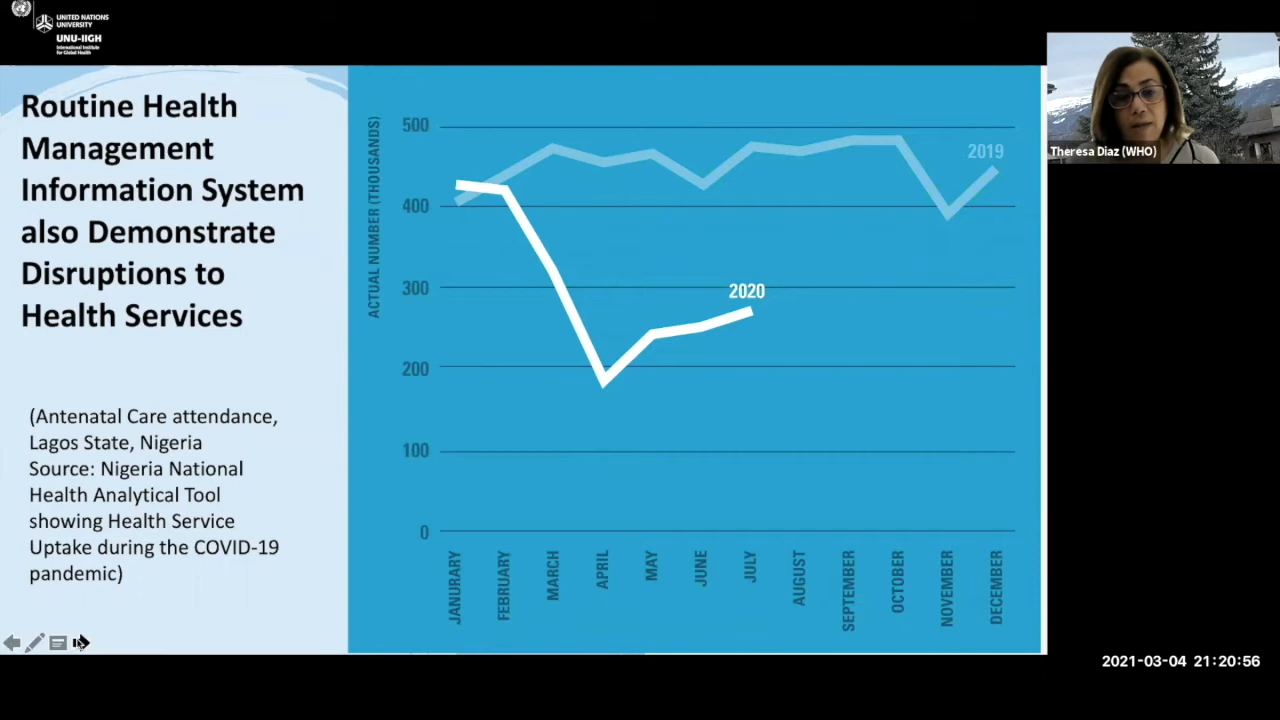 UNITED NATIONS
UNIVERSITY
UNU-IIGH
International Institute
for Global Health
Routine Health
Management
Information System
also Demonstrate
Disruptions to
Health Services
(Antenatal Care attendance,
Lagos State, Nigeria
Source: Nigeria National
Health Analytical Tool
showing Health Service
Uptake during the COVID-19
pandemic)
ACTUAL NUMBER (THOUSANDS)
500
400
300
200
100
0
2019
2020
JANURARY
FEBRUARY
MARCH
APRIL
MAY
JUNE
JULY
AUGUST
SEPTEMBER
OCTOBER
NOVEMBER
DECEMBER
Theresa Diaz (WHO)
2021-03-04 21:20:56